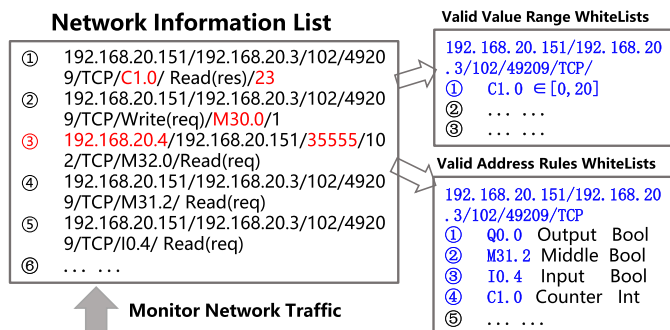 Network Information List
① 192.168.20.151/192.168.20.3/102/4920
9/TCP/C1.0/ Read(res)/23
② 192.168.20.151/192.168.20.3/102/4920
9/TCP/Write(req)/M30.0/1
③ 192.168.20.4/192.168.20.151/35555/10
2/TCP/M32.0/Read(req)
④ 192.168.20.151/192.168.20.3/102/4920
9/TCP/M31.2/ Read(req)
⑤ 192.168.20.151/192.168.20.3/102/4920
9/TCP/I0.4/ Read(req)
⑥ ... ...
Monitor Network Traffic
Valid Value Range WhiteLists
192.168.20.151/192.168.20
.3/102/49209/TCP/
① C1.0 ∈[0,20]
② ... ...
③ ... ...
Valid Address Rules WhiteLists
192.168.20.151/192.168.20
.3/102/49209/TCP
① Q0.0 Output Bool
② M31.2 Middle Bool
③ I0.4 Input Bool
④ C1.0 Counter Int
⑤ ... ...